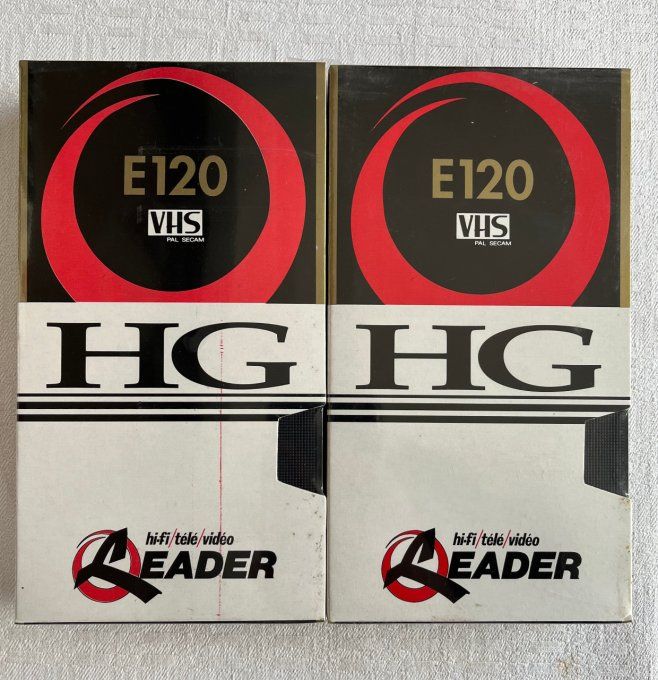 E120
VHS
PAL SECAM
HG
hi-fi/télé/vidéo
LEADER
E120
VHS
PAL SECAM
HG
hi-fi/télé/vidéo
LEADER